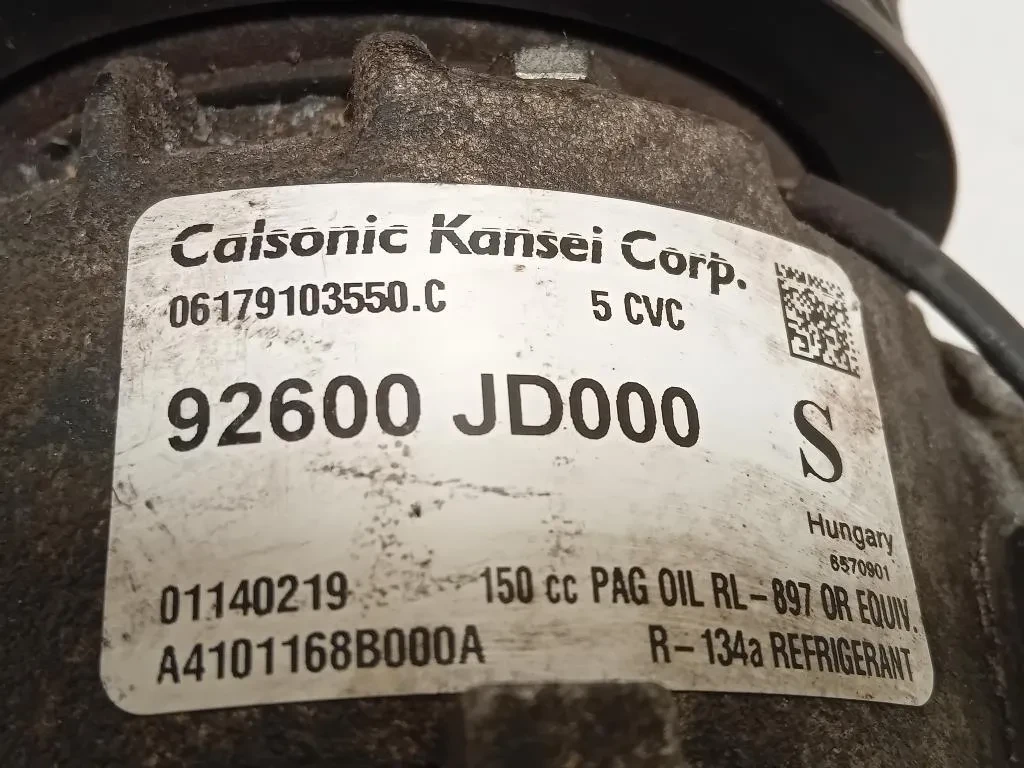 Calsonic Kansei Corp.
06179103550.C 5 CVC
92600 JD000
S
Hungary
6570901
01140219 150 cc PAG OIL RL-897 OR EQUIV.
A4101168B000A R-134a REFRIGERANT